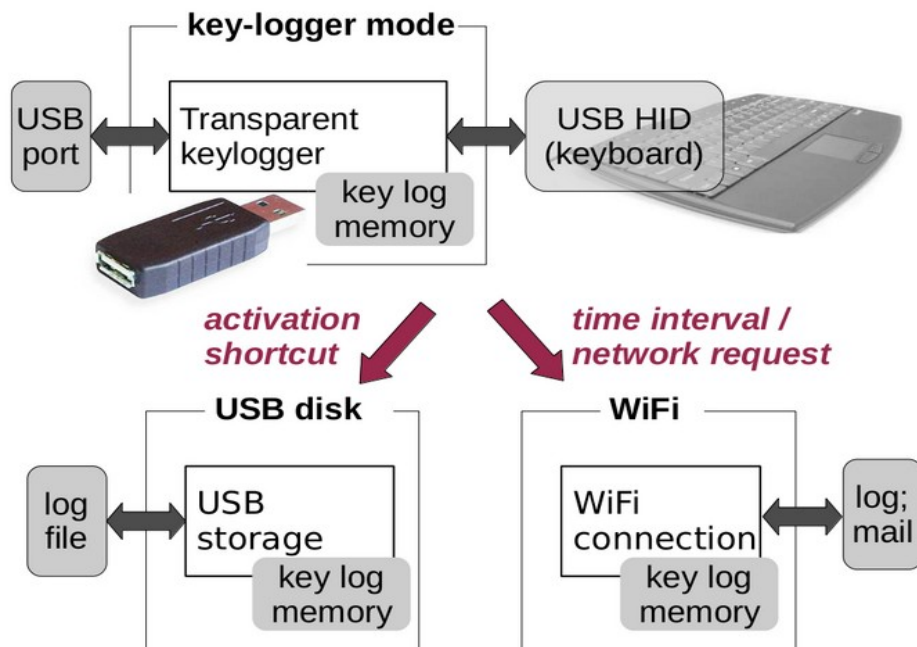 key-logger mode
USB
port
Transparent
keylogger
USB HID
(keyboard)
key log
memory
activation
shortcut
time interval /
network request
USB disk
WiFi
log
file
USB
storage
key log
memory
WiFi
connection
key log
memory
log;
mail